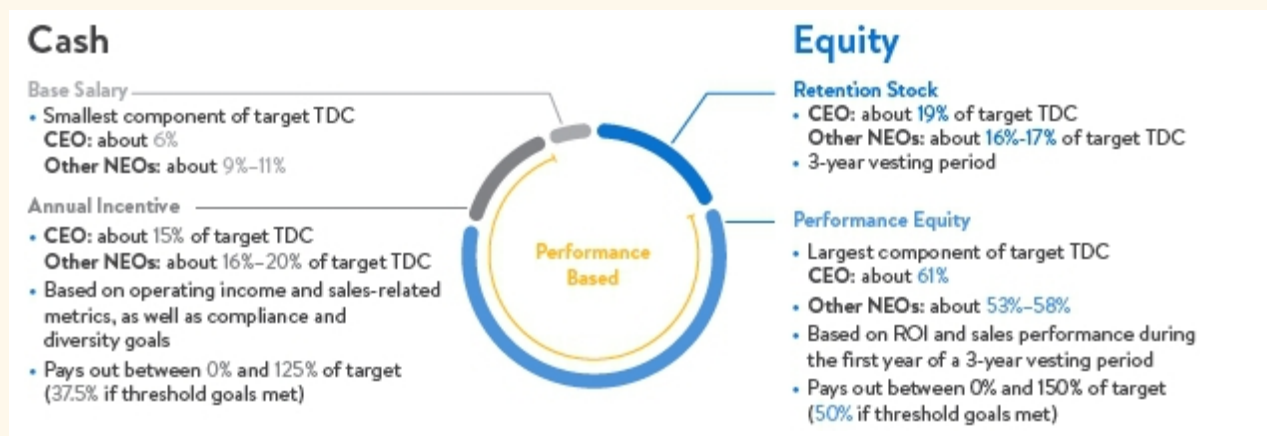 Cash
Base Salary
• Smallest component of target TDC
CEO: about 6%
Other NEOs: about 9%–11%
Annual Incentive
• CEO: about 15% of target TDC
Other NEOs: about 16%–20% of target TDC
• Based on operating income and sales-related
metrics, as well as compliance and
diversity goals
• Pays out between 0% and 125% of target
(37.5% if threshold goals met)
Performance
Based
Equity
Retention Stock
• CEO: about 19% of target TDC
Other NEOs: about 16%-17% of target TDC
• 3-year vesting period
Performance Equity
• Largest component of target TDC
CEO: about 61%
• Other NEOs: about 53%–58%
• Based on ROI and sales performance during
the first year of a 3-year vesting period
• Pays out between 0% and 150% of target
(50% if threshold goals met)